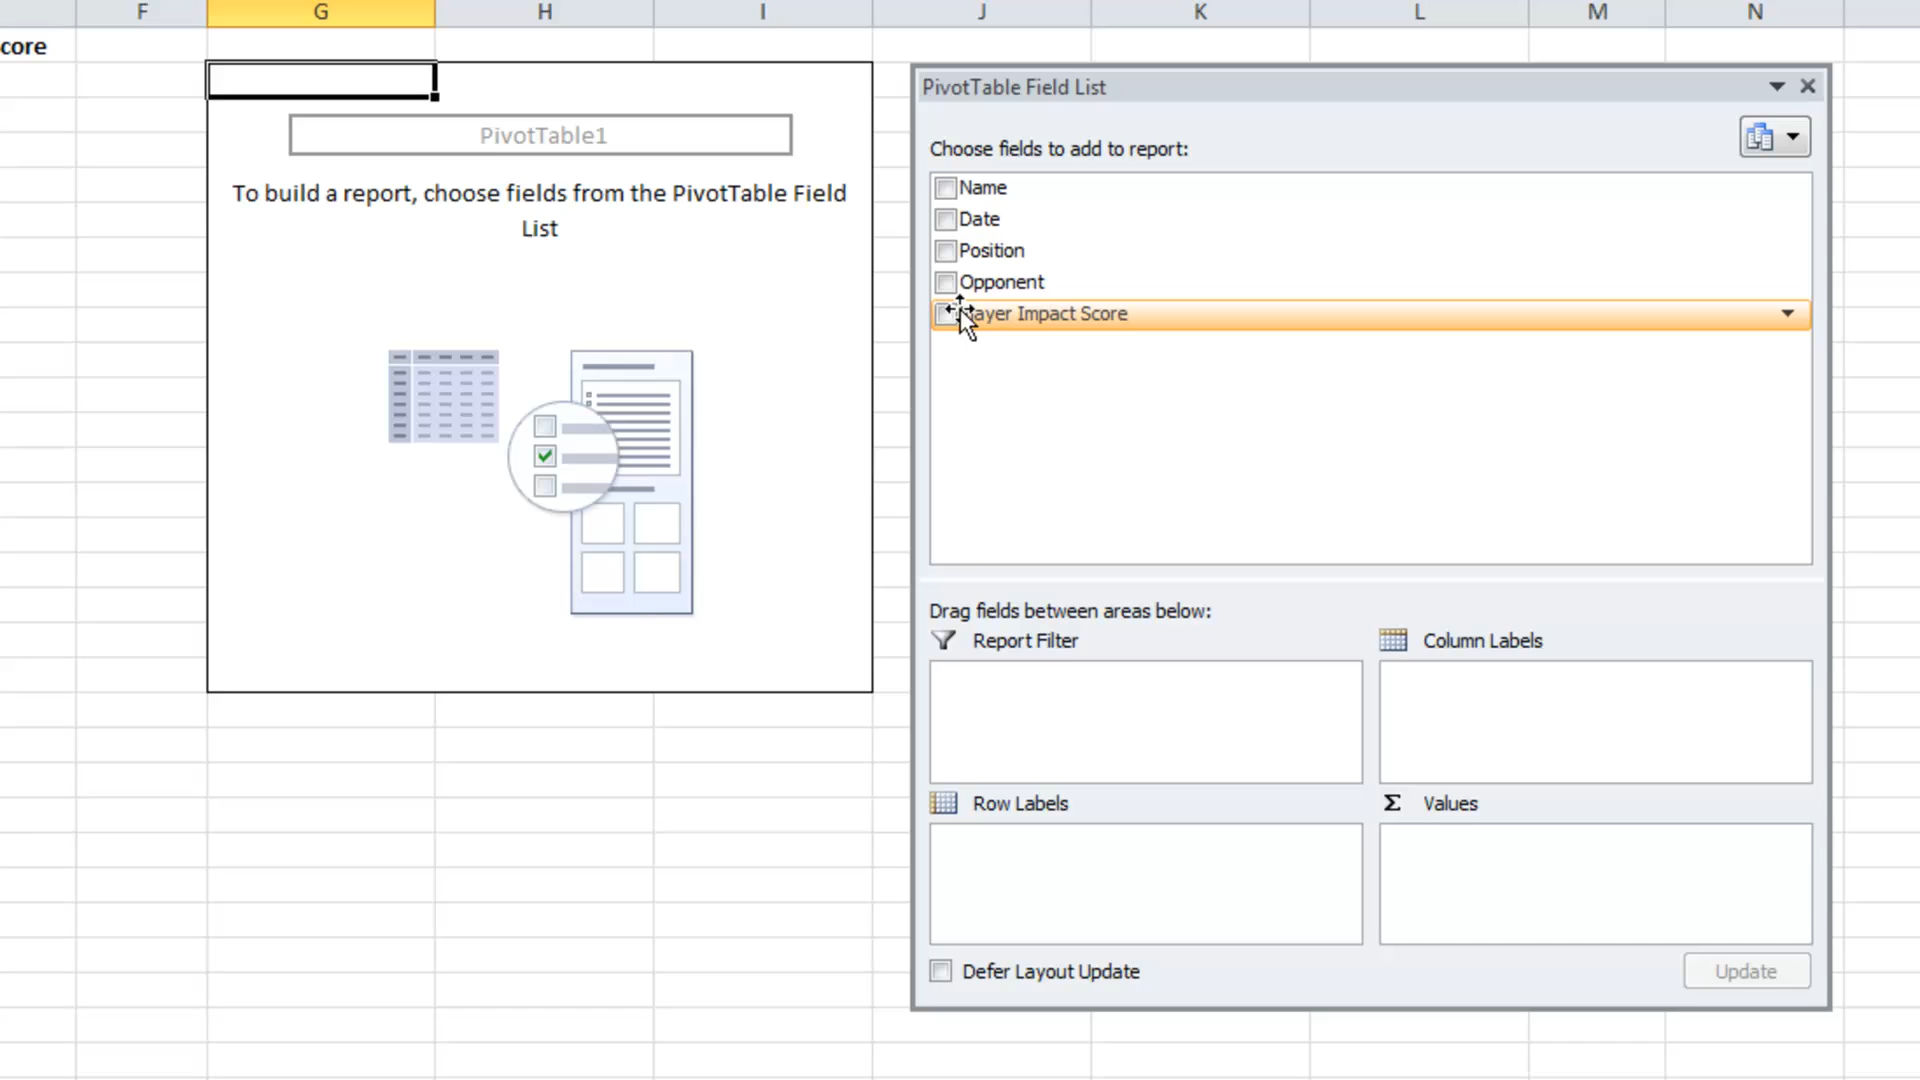 F G H I J K L M N
core
PivotTable Field List
PivotTable1
Choose fields to add to report:
To build a report, choose fields from the PivotTable Field
List
Name
Date
Position
Opponent
ayer Impact Score
Drag fields between areas below:
Report Filter
Column Labels
Row Labels
Σ Values
Defer Layout Update
Update